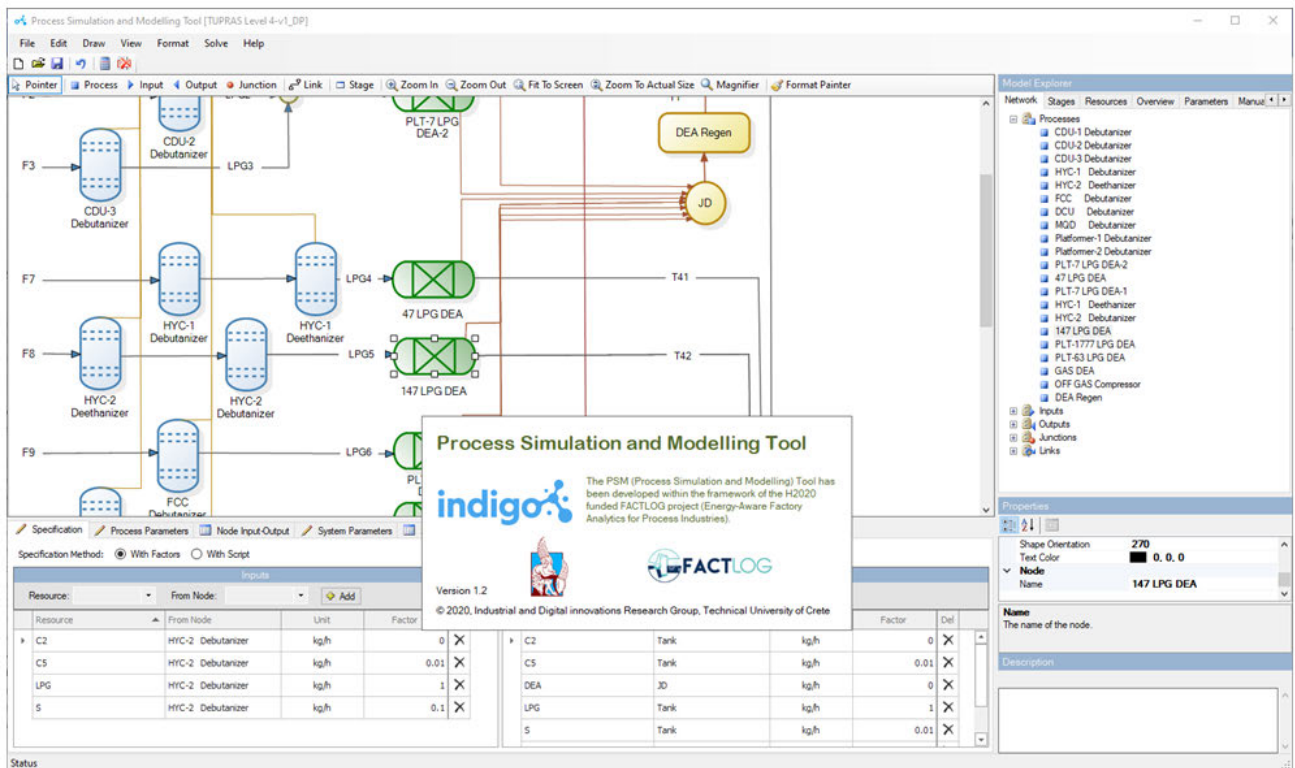 Process Simulation and Modelling Tool [TUPRAS Level 4-v1_DP]
File Edit Draw View Format Solve Help
Pointer Process Input Output Junction Link Stage Zoom In Zoom Out Fit To Screen Zoom To Actual Size Magnifier Format Painter
CDU-2
Debutanizer
PLT-7 LPG
DEA-2
DEA Regen
F3
LPG3
CDU-3
Debutanizer
JD
F7
LPG4
T41
HYC-1
Debutanizer
HYC-1
Deethanizer
47 LPG DEA
F8
LPG5
T42
HYC-2
Deethanizer
HYC-2
Debutanizer
147 LPG DEA
F9
LPG6
FCC
Debutanizer
Model Explorer
Network Stages Resources Overview Parameters Manua
Processes
CDU-1 Debutanizer
CDU-2 Debutanizer
CDU-3 Debutanizer
HYC-1 Debutanizer
HYC-2 Deethanizer
FCC Debutanizer
DCU Debutanizer
MQD Debutanizer
Platformer-1 Debutanizer
Platformer-2 Debutanizer
PLT-7 LPG DEA-2
47 LPG DEA
PLT-7 LPG DEA-1
HYC-1 Deethanizer
HYC-2 Debutanizer
147 LPG DEA
PLT-1777 LPG DEA
PLT-63 LPG DEA
GAS DEA
OFF GAS Compressor
DEA Regen
Inputs
Outputs
Junctions
Links
Process Simulation and Modelling Tool
indigo
The PSM (Process Simulation and Modelling) Tool has
been developed within the framework of the H2020
funded FACTLOG project (Energy-Aware Factory
Analytics for Process Industries).
FACTLOG
Version 1.2
© 2020, Industrial and Digital innovations Research Group, Technical University of Crete
Specification Process Parameters Node Input-Output System Parameters
Specification Method: With Factors With Script
Inputs
Resource: From Node: Add
Resource From Node Unit Factor
C2 HYC-2 Debutanizer kg/h 0
C5 HYC-2 Debutanizer kg/h 0.01
LPG HYC-2 Debutanizer kg/h 1
S HYC-2 Debutanizer kg/h 0.1
Factor Del
C2 Tank kg/h 0
C5 Tank kg/h 0.01
DEA JD kg/h 0
LPG Tank kg/h 1
S Tank kg/h 0.01
Properties
Shape Orientation 270
Text Color 0, 0, 0
Node
Name 147 LPG DEA
Name
The name of the node.
Description
Status